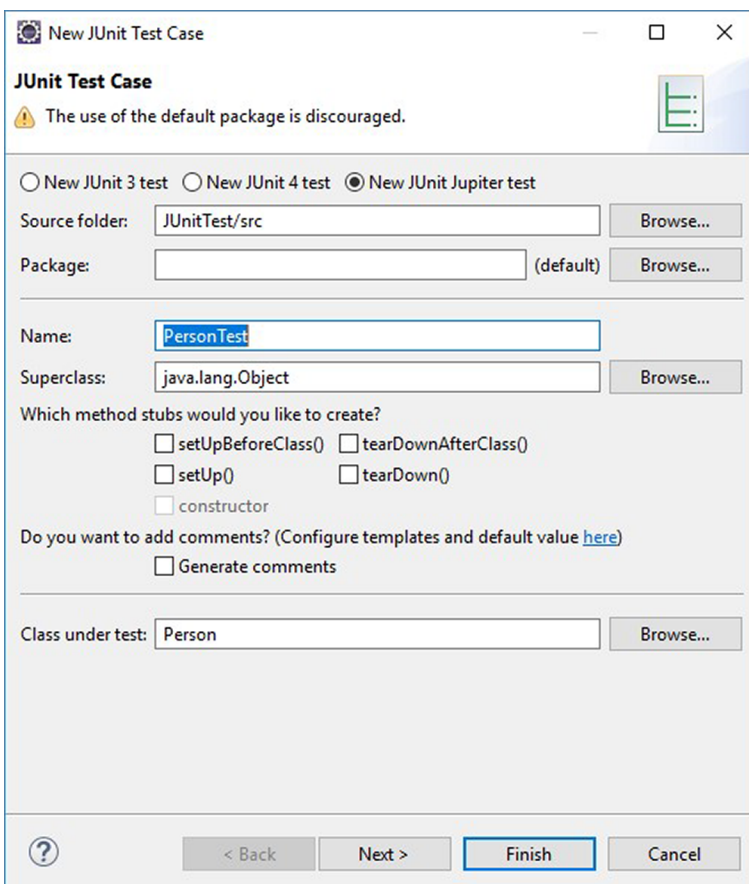 New JUnit Test Case
JUnit Test Case
The use of the default package is discouraged.
New JUnit 3 test New JUnit 4 test New JUnit Jupiter test
Source folder: JUnitTest/src Browse...
Package: (default) Browse...
Name: PersonTest
Superclass: java.lang.Object Browse...
Which method stubs would you like to create?
setUpBeforeClass() tearDownAfterClass()
setUp() tearDown()
constructor
Do you want to add comments? (Configure templates and default value here)
Generate comments
Class under test: Person Browse...
? < Back Next > Finish Cancel